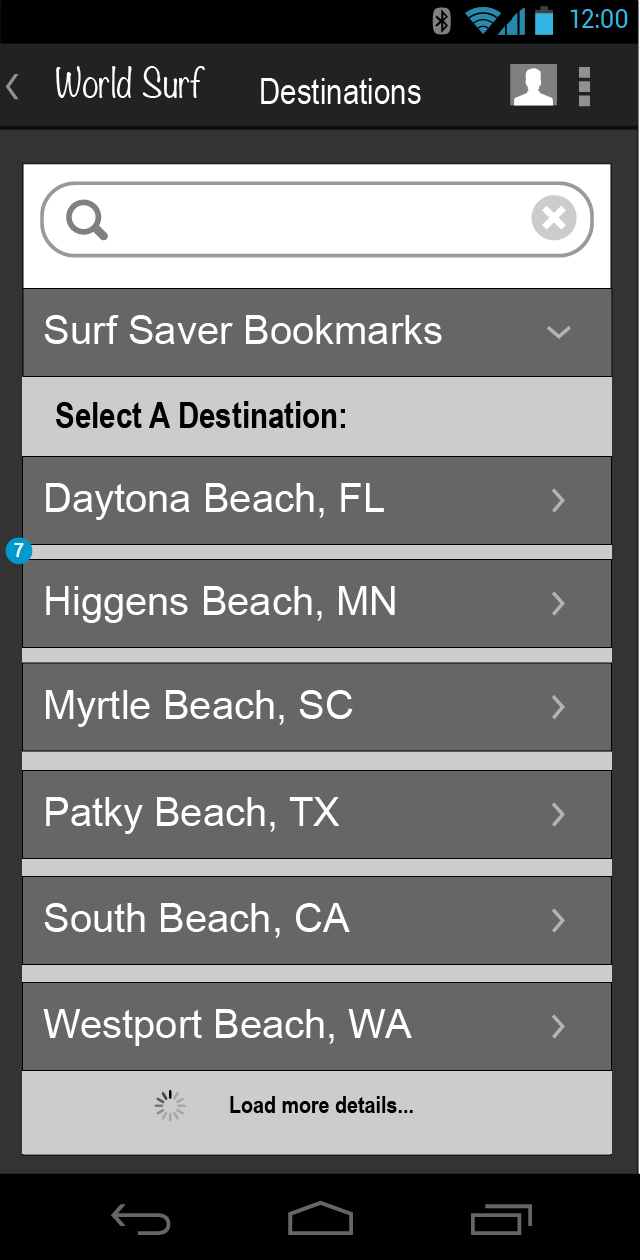 12:00
World Surf Destinations
Surf Saver Bookmarks
Select A Destination:
Daytona Beach, FL
7
Higgens Beach, MN
Myrtle Beach, SC
Patky Beach, TX
South Beach, CA
Westport Beach, WA
Load more details...